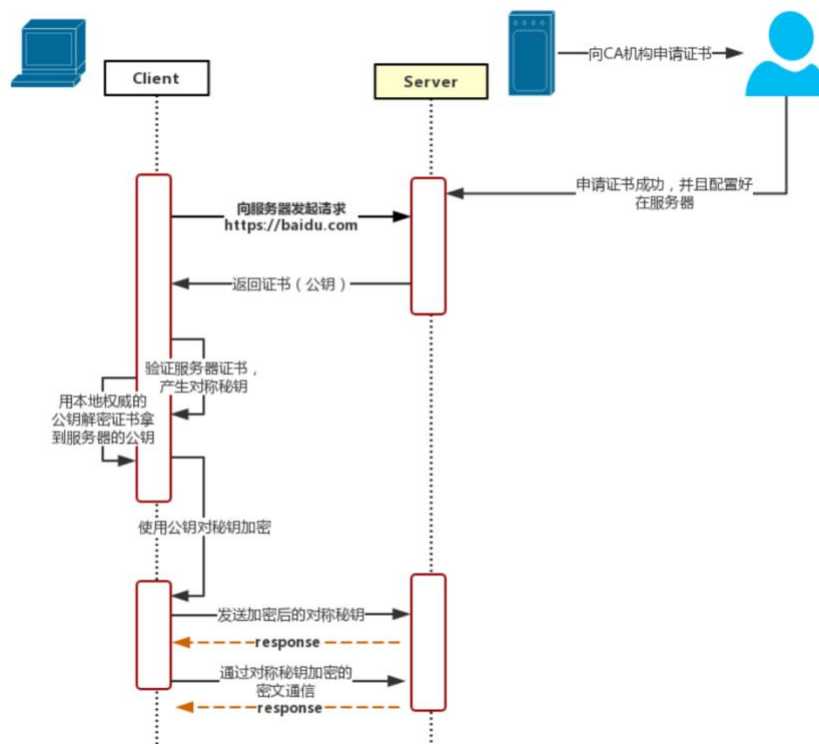 向CA机构申请证书
Client
Server
申请证书成功，并且配置好
在服务器
向服务器发起请求
https://baidu.com
返回证书（公钥）
验证服务器证书，
产生对称秘钥
用本地权威的
公钥解密证书拿
到服务器的公钥
使用公钥对秘钥加密
发送加密后的对称秘钥
response
通过对称秘钥加密的
密文通信
response